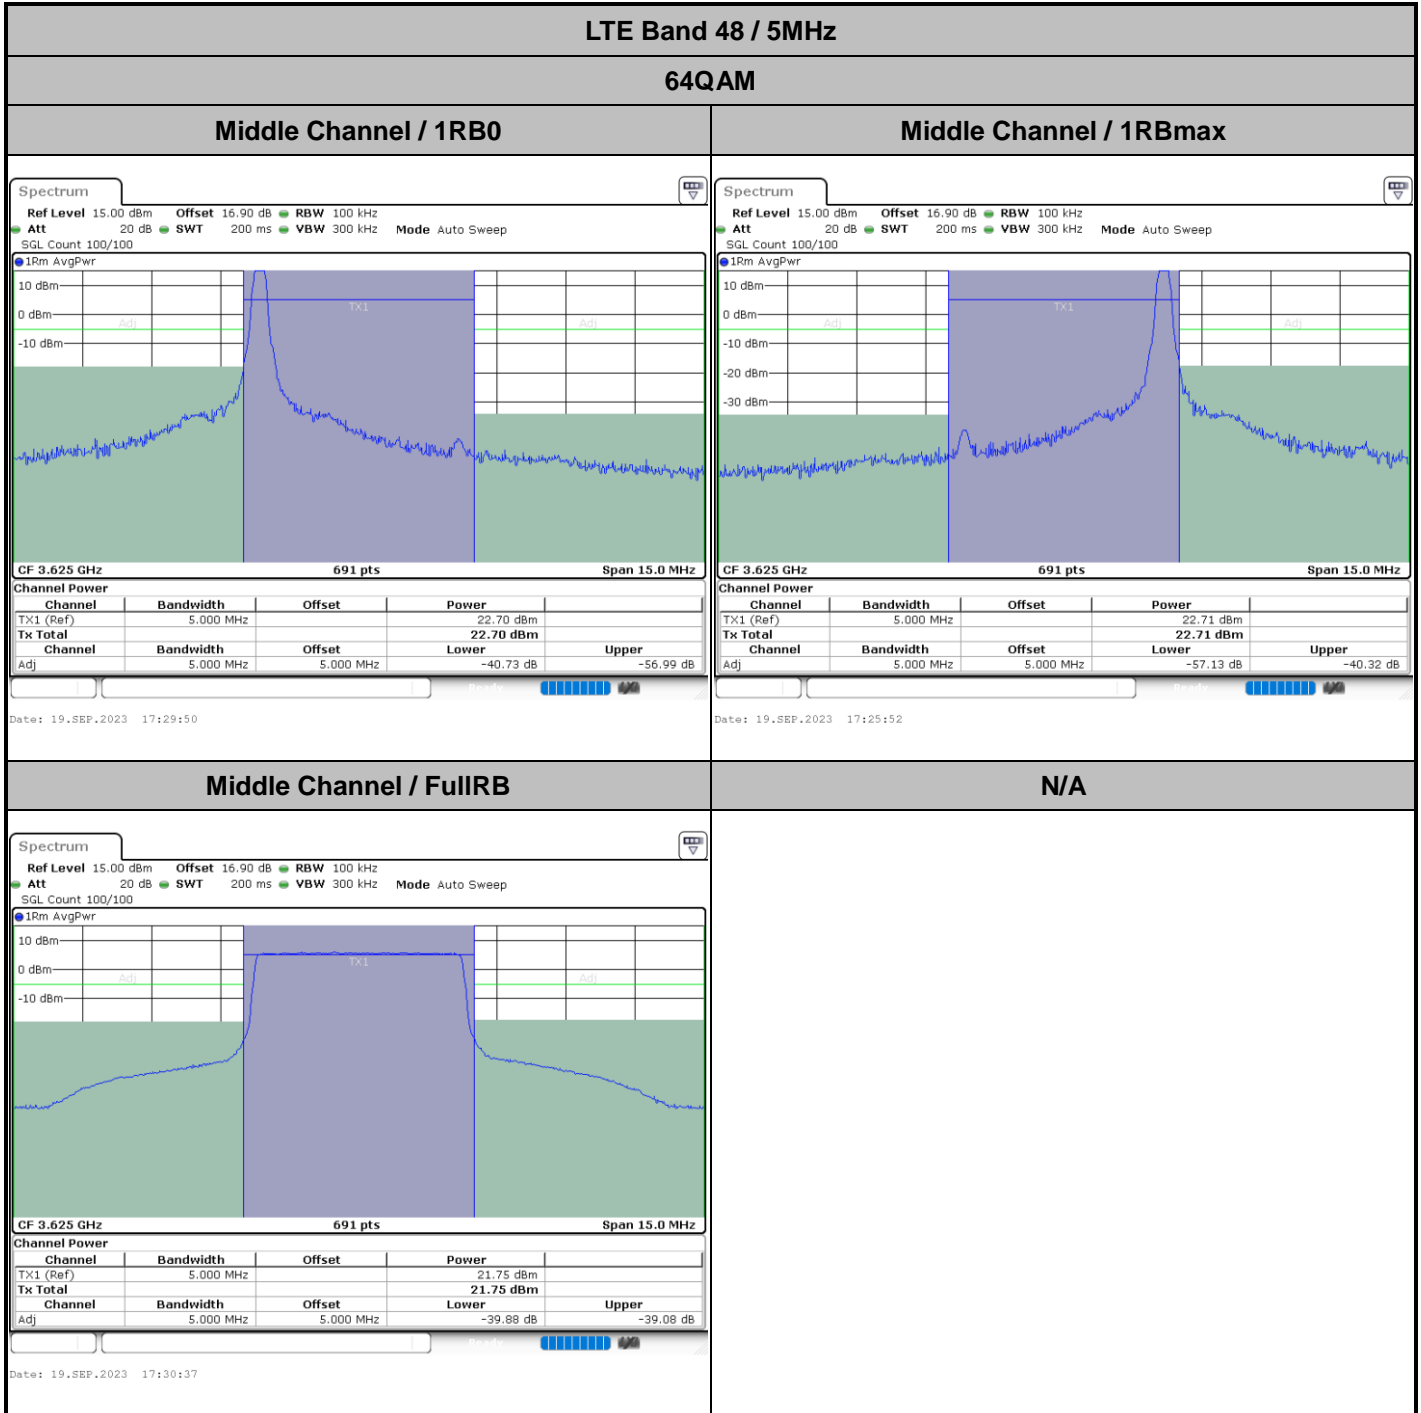 LTE Band 48 / 5MHz
64QAM
Middle Channel / 1RB0
Middle Channel / 1RBmax
Spectrum
Ref Level 15.00 dBm Offset 16.90 dB RBW 100 kHz
Att 20 dB SWT 200 ms VBW 300 kHz Mode Auto Sweep
SGL Count 100/100
1Rm AvgPwr
10 dBm
0 dBm
-10 dBm
Adj
TX1
Adj
CF 3.625 GHz 691 pts Span 15.0 MHz
Channel Power
Channel Bandwidth Offset Power
TX1 (Ref) 5.000 MHz 22.70 dBm
Tx Total 22.70 dBm
Channel Bandwidth Offset Lower Upper
Adj 5.000 MHz 5.000 MHz -40.73 dB -56.99 dB
Ready
Date: 19.SEP.2023 17:29:50
Spectrum
Ref Level 15.00 dBm Offset 16.90 dB RBW 100 kHz
Att 20 dB SWT 200 ms VBW 300 kHz Mode Auto Sweep
SGL Count 100/100
1Rm AvgPwr
10 dBm
0 dBm
-10 dBm
-20 dBm
-30 dBm
Adj
TX1
Adj
CF 3.625 GHz 691 pts Span 15.0 MHz
Channel Power
Channel Bandwidth Offset Power
TX1 (Ref) 5.000 MHz 22.71 dBm
Tx Total 22.71 dBm
Channel Bandwidth Offset Lower Upper
Adj 5.000 MHz 5.000 MHz -57.13 dB -40.32 dB
Ready
Date: 19.SEP.2023 17:25:52
Middle Channel / FullRB
N/A
Spectrum
Ref Level 15.00 dBm Offset 16.90 dB RBW 100 kHz
Att 20 dB SWT 200 ms VBW 300 kHz Mode Auto Sweep
SGL Count 100/100
1Rm AvgPwr
10 dBm
0 dBm
-10 dBm
Adj
TX1
Adj
CF 3.625 GHz 691 pts Span 15.0 MHz
Channel Power
Channel Bandwidth Offset Power
TX1 (Ref) 5.000 MHz 21.75 dBm
Tx Total 21.75 dBm
Channel Bandwidth Offset Lower Upper
Adj 5.000 MHz 5.000 MHz -39.88 dB -39.08 dB
Ready
Date: 19.SEP.2023 17:30:37